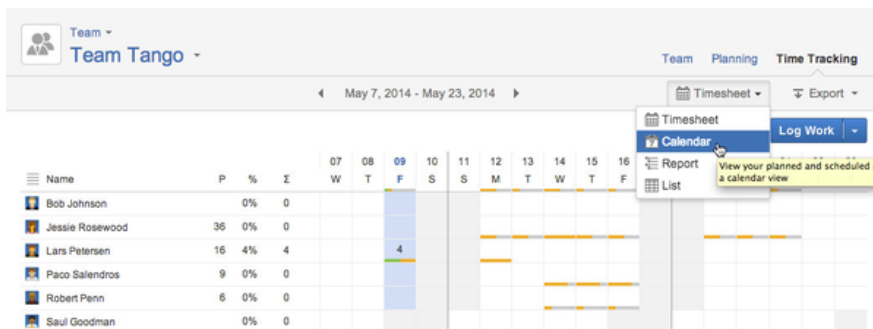 Team
Team Tango
Team Planning Time Tracking
May 7, 2014 - May 23, 2014
Timesheet Export
Timesheet
Calendar
Report
List
Log Work
View your planned and scheduled
a calendar view
07 08 09 10 11 12 13 14 15 16
Name P % Σ W T F S S M T W T F
Bob Johnson 0% 0
Jessie Rosewood 36 0% 0
Lars Petersen 16 4% 4 4
Paco Salendros 9 0% 0
Robert Penn 6 0% 0
Saul Goodman 0% 0